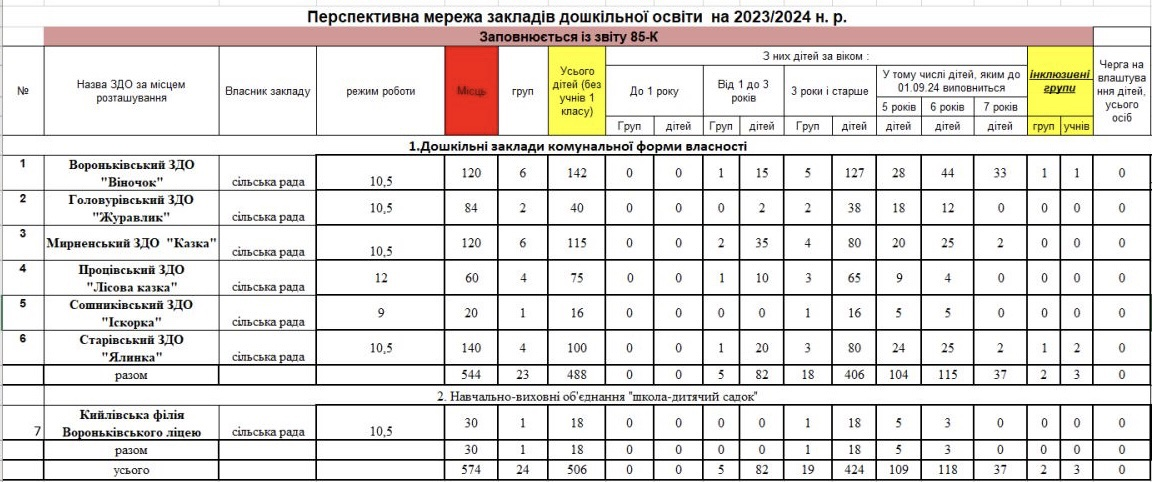 Перспективна мережа закладів дошкільної освіти на 2023/2024 н. р.
Заповнюється із звіту 85-К
№ Назва ЗДО за місцем розташування Власник закладу режим роботи Місць груп Усього дітей (без учнів 1 класу) З них дітей за віком : інклюзивні групи Черга на влаштува ння дітей, усього осіб
До 1 року Від 1 до 3 років 3 роки і старше У тому числі дітей, яким до 01.09.24 виповниться
5 років 6 років 7 років
Груп дітей Груп дітей Груп дітей дітей дітей дітей груп учнів
1.Дошкільні заклади комунальної форми власності
1 Вороньківський ЗДО "Віночок" сільська рада 10,5 120 6 142 0 0 1 15 5 127 28 44 33 1 1 0
2 Головурівський ЗДО "Журавлик" сільська рада 10,5 84 2 40 0 0 0 2 2 38 18 12 0 0 0 0
3 Мирненський ЗДО "Казка" сільська рада 10,5 120 6 115 0 0 2 35 4 80 20 25 2 0 0 0
4 Процівський ЗДО "Лісова казка" сільська рада 12 60 4 75 0 0 1 10 3 65 9 4 0 0 0 0
5 Сошниківський ЗДО "Іскорка" сільська рада 9 20 1 16 0 0 0 0 1 16 5 5 0 0 0 0
6 Старівський ЗДО "Ялинка" сільська рада 10,5 140 4 100 0 0 1 20 3 80 24 25 2 1 2 0
разом 544 23 488 0 0 5 82 18 406 104 115 37 2 3 0
2. Навчально-виховні об'єднання "школа-дитячий садок"
7 Кийлівська філія Вороньківського ліцею сільська рада 10,5 30 1 18 0 0 0 0 1 18 5 3 0 0 0 0
разом 30 1 18 0 0 0 0 1 18 5 3 0 0 0 0
усього 574 24 506 0 0 5 82 19 424 109 118 37 2 3 0